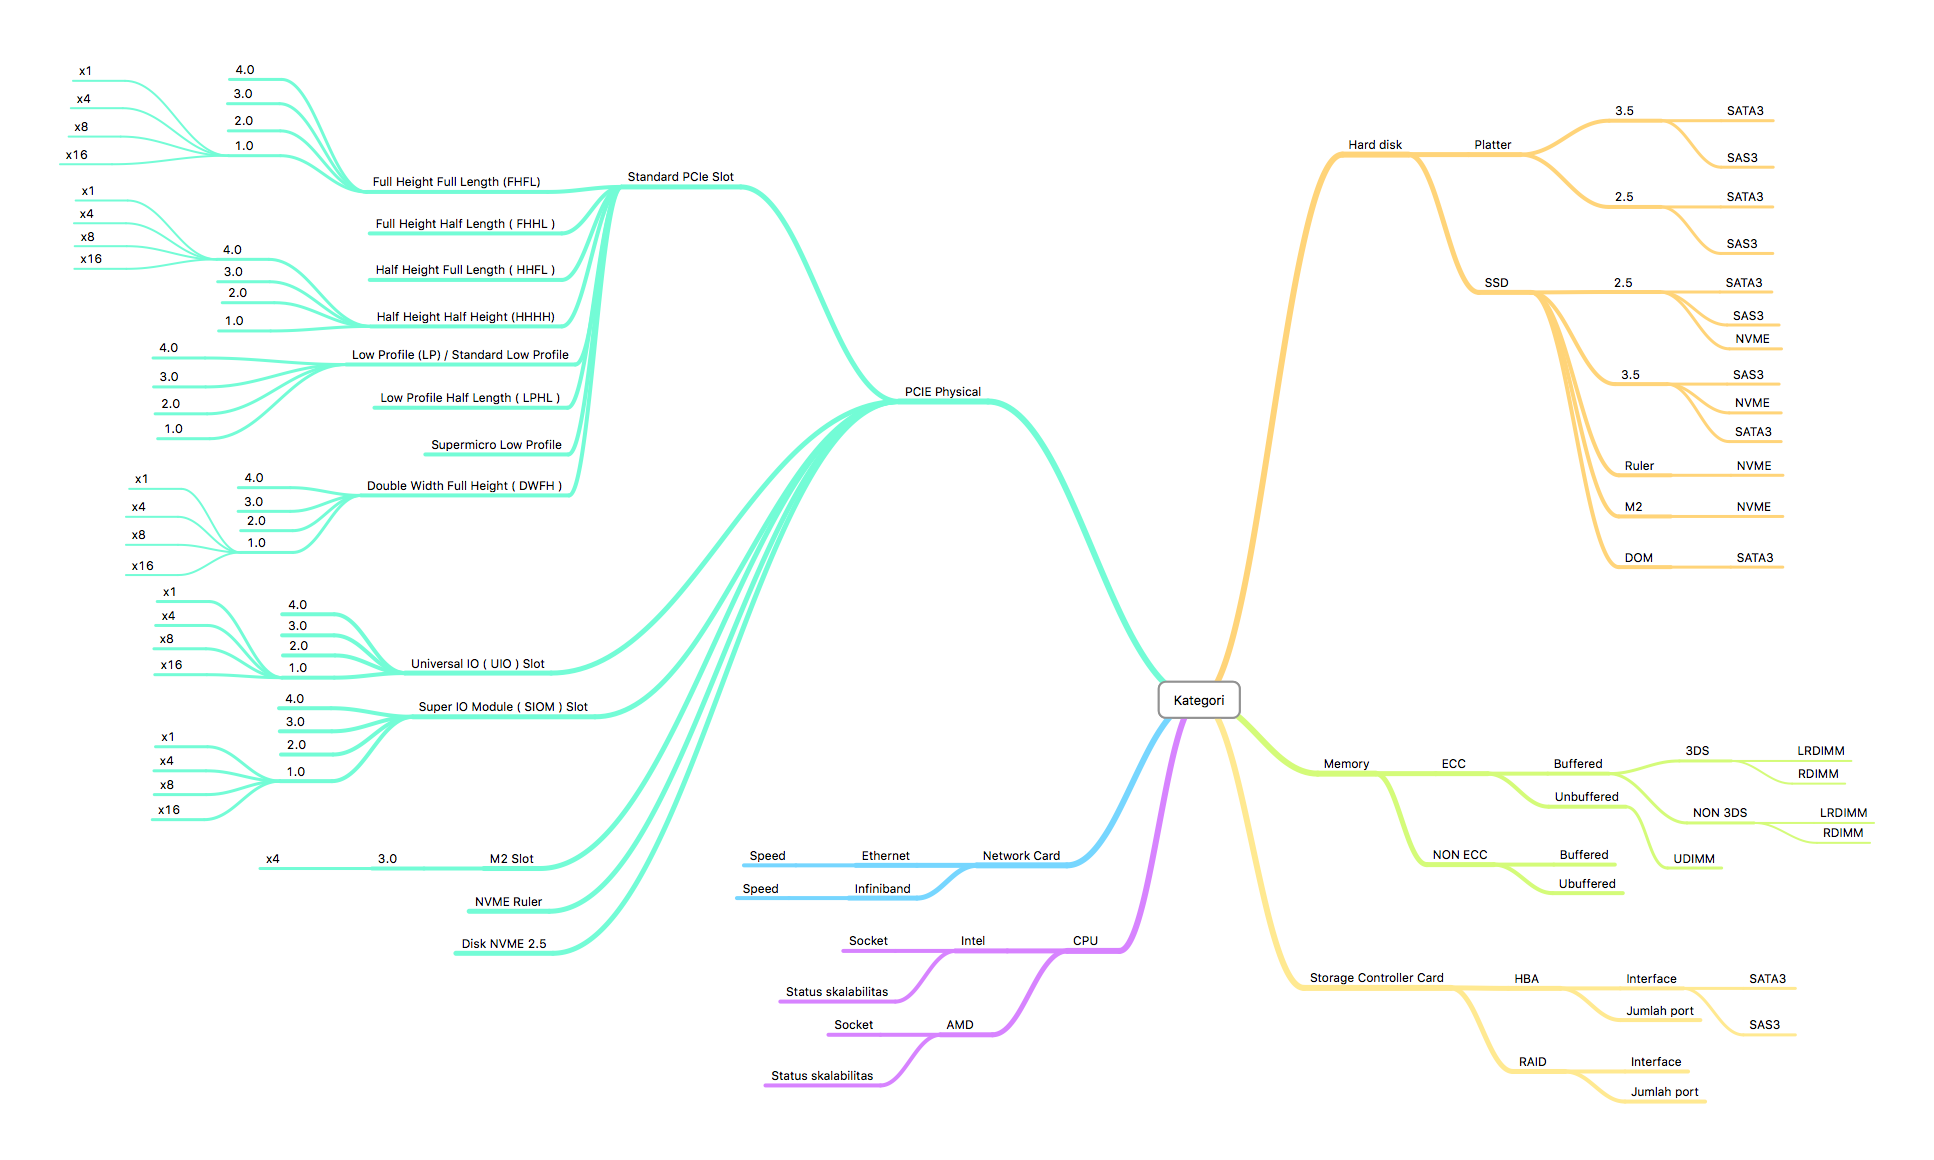 Kategori
PCIE Physical
Standard PCIe Slot
Full Height Full Length (FHFL)
4.0
3.0
2.0
1.0
x1
x4
x8
x16
Full Height Half Length ( FHHL )
Half Height Full Length ( HHFL )
Half Height Half Height (HHHH)
4.0
x1
x4
x8
x16
3.0
2.0
1.0
Low Profile (LP) / Standard Low Profile
4.0
3.0
2.0
1.0
Low Profile Half Length ( LPHL )
Supermicro Low Profile
Double Width Full Height ( DWFH )
4.0
3.0
2.0
1.0
x1
x4
x8
x16
Universal IO ( UIO ) Slot
4.0
3.0
2.0
1.0
x1
x4
x8
x16
Super IO Module ( SIOM ) Slot
4.0
3.0
2.0
1.0
x1
x4
x8
x16
M2 Slot
3.0
x4
NVME Ruler
Disk NVME 2.5
Network Card
Ethernet
Speed
Infiniband
Speed
CPU
Intel
Socket
Status skalabilitas
AMD
Socket
Status skalabilitas
Hard disk
Platter
3.5
SATA3
SAS3
2.5
SATA3
SAS3
SSD
2.5
SATA3
SAS3
NVME
3.5
SAS3
NVME
SATA3
Ruler
NVME
M2
NVME
DOM
SATA3
Memory
ECC
Buffered
3DS
LRDIMM
RDIMM
NON 3DS
LRDIMM
RDIMM
Unbuffered
UDIMM
NON ECC
Buffered
Ubuffered
Storage Controller Card
HBA
Interface
SATA3
SAS3
Jumlah port
RAID
Interface
Jumlah port